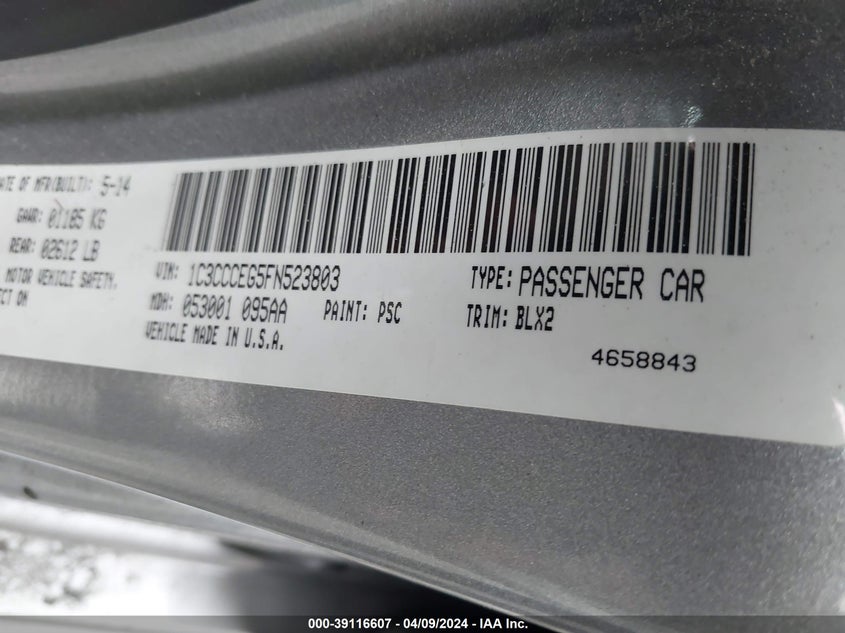 ATE OF MFR(BUILT): 5-14
GAWR: 01185 KG
REAR: 02612 LB
MOTOR VEHICLE SAFETY.
ECT ON
VIN: 1C3CCCEG5FN523803
TYPE: PASSENGER CAR
MDH: 053001 095AA
PAINT: PSC
TRIM: BLX2
VEHICLE MADE IN U.S.A.
4658843
000-39116607 - 04/09/2024 - IAA Inc.